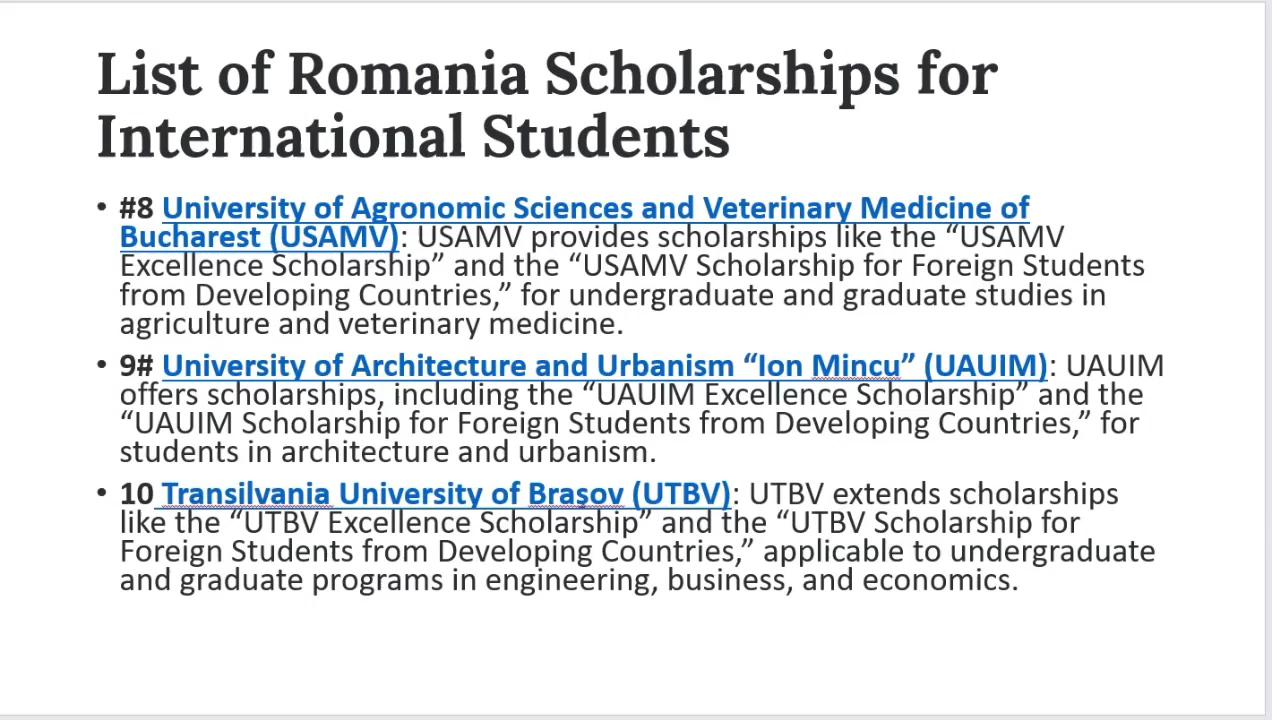 List of Romania Scholarships for
International Students
• #8 University of Agronomic Sciences and Veterinary Medicine of
Bucharest (USAMV): USAMV provides scholarships like the “USAMV
Excellence Scholarship” and the “USAMV Scholarship for Foreign Students
from Developing Countries,” for undergraduate and graduate studies in
agriculture and veterinary medicine.
• 9# University of Architecture and Urbanism “Ion Mincu” (UAUIM): UAUIM
offers scholarships, including the “UAUIM Excellence Scholarship” and the
“UAUIM Scholarship for Foreign Students from Developing Countries,” for
students in architecture and urbanism.
• 10 Transilvania University of Brașov (UTBV): UTBV extends scholarships
like the “UTBV Excellence Scholarship” and the “UTBV Scholarship for
Foreign Students from Developing Countries,” applicable to undergraduate
and graduate programs in engineering, business, and economics.